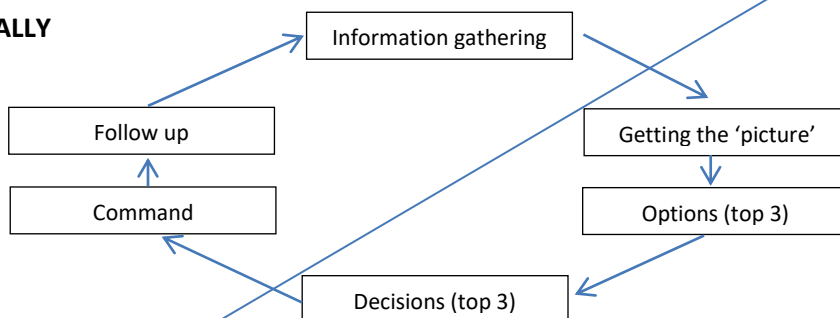 ALLY
Information gathering
Follow up
Getting the ‘picture’
Command
Options (top 3)
Decisions (top 3)